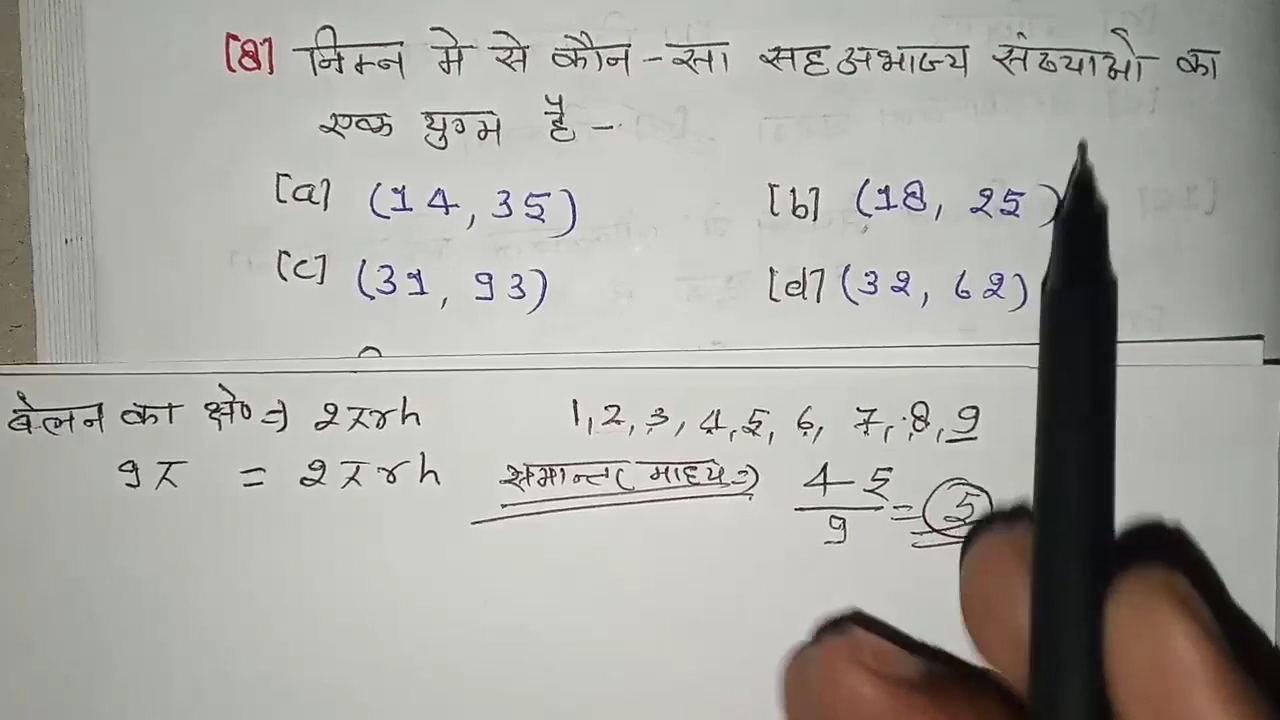 [8] निम्न मे से कौन-सा सहअभाज्य संख्याओ का
एक युग्म है -
[a] (14, 35) [b] (18, 25)
[c] (31, 93) [d] (32, 62)
बेलन का क्षे० => 2πrh
9π = 2πrh
1, 2, 3, 4, 5, 6, 7, 8, 9
समान्तर माध्य => 45/9 = 5